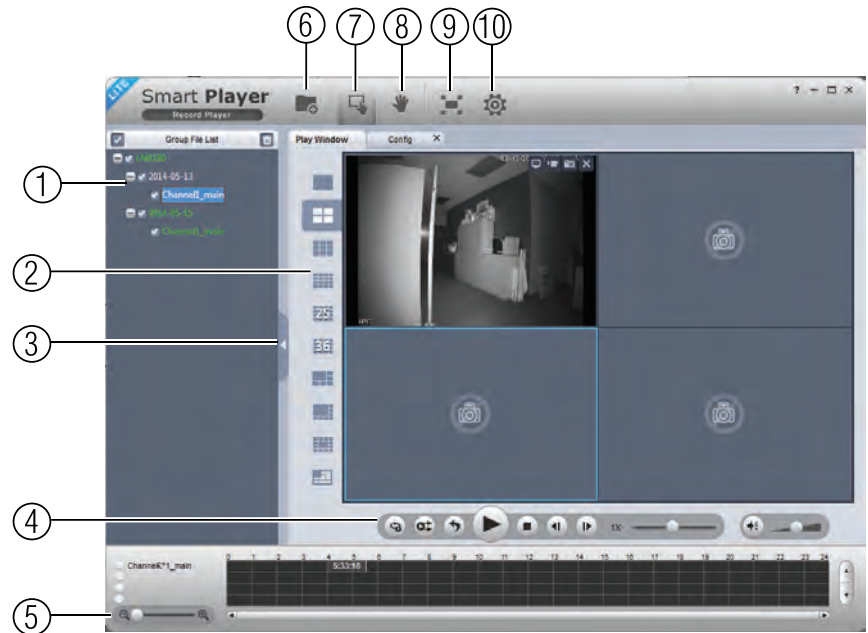 ⑥ ⑦ ⑧ ⑨ ⑩
LITE
Smart Player
Record Player
? – □ ×
Group File List
Play Window
Config ×
①
2014-05-13
Channel1_main
②
25
36
③
④
1X
0 1 2 3 4 5 6 7 8 9 10 11 12 13 14 15 16 17 18 19 20 21 22 23 24
5:33:18
⑤